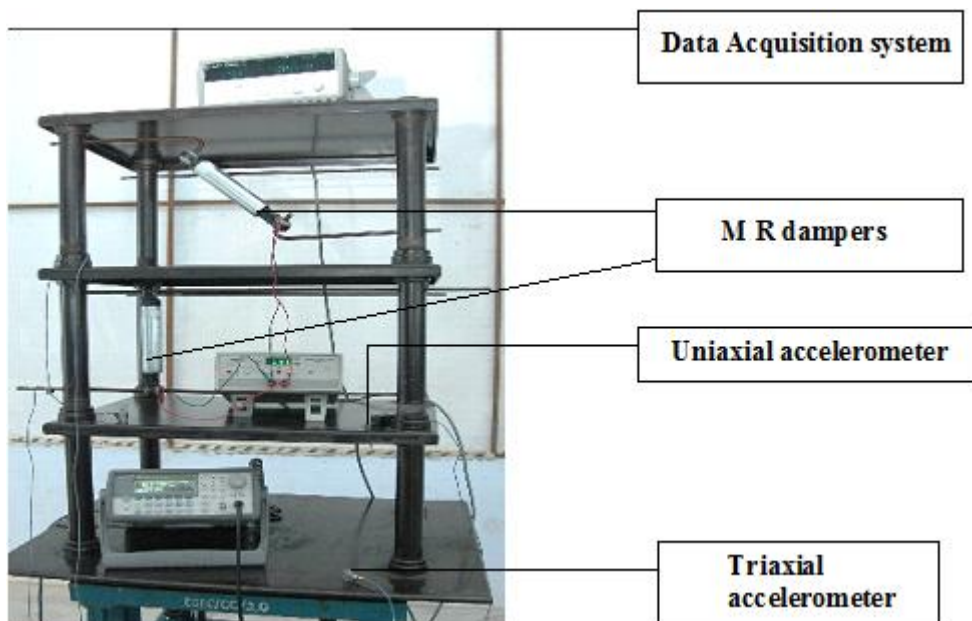 Data Acquisition system
M R dampers
Uniaxial accelerometer
Triaxial
accelerometer